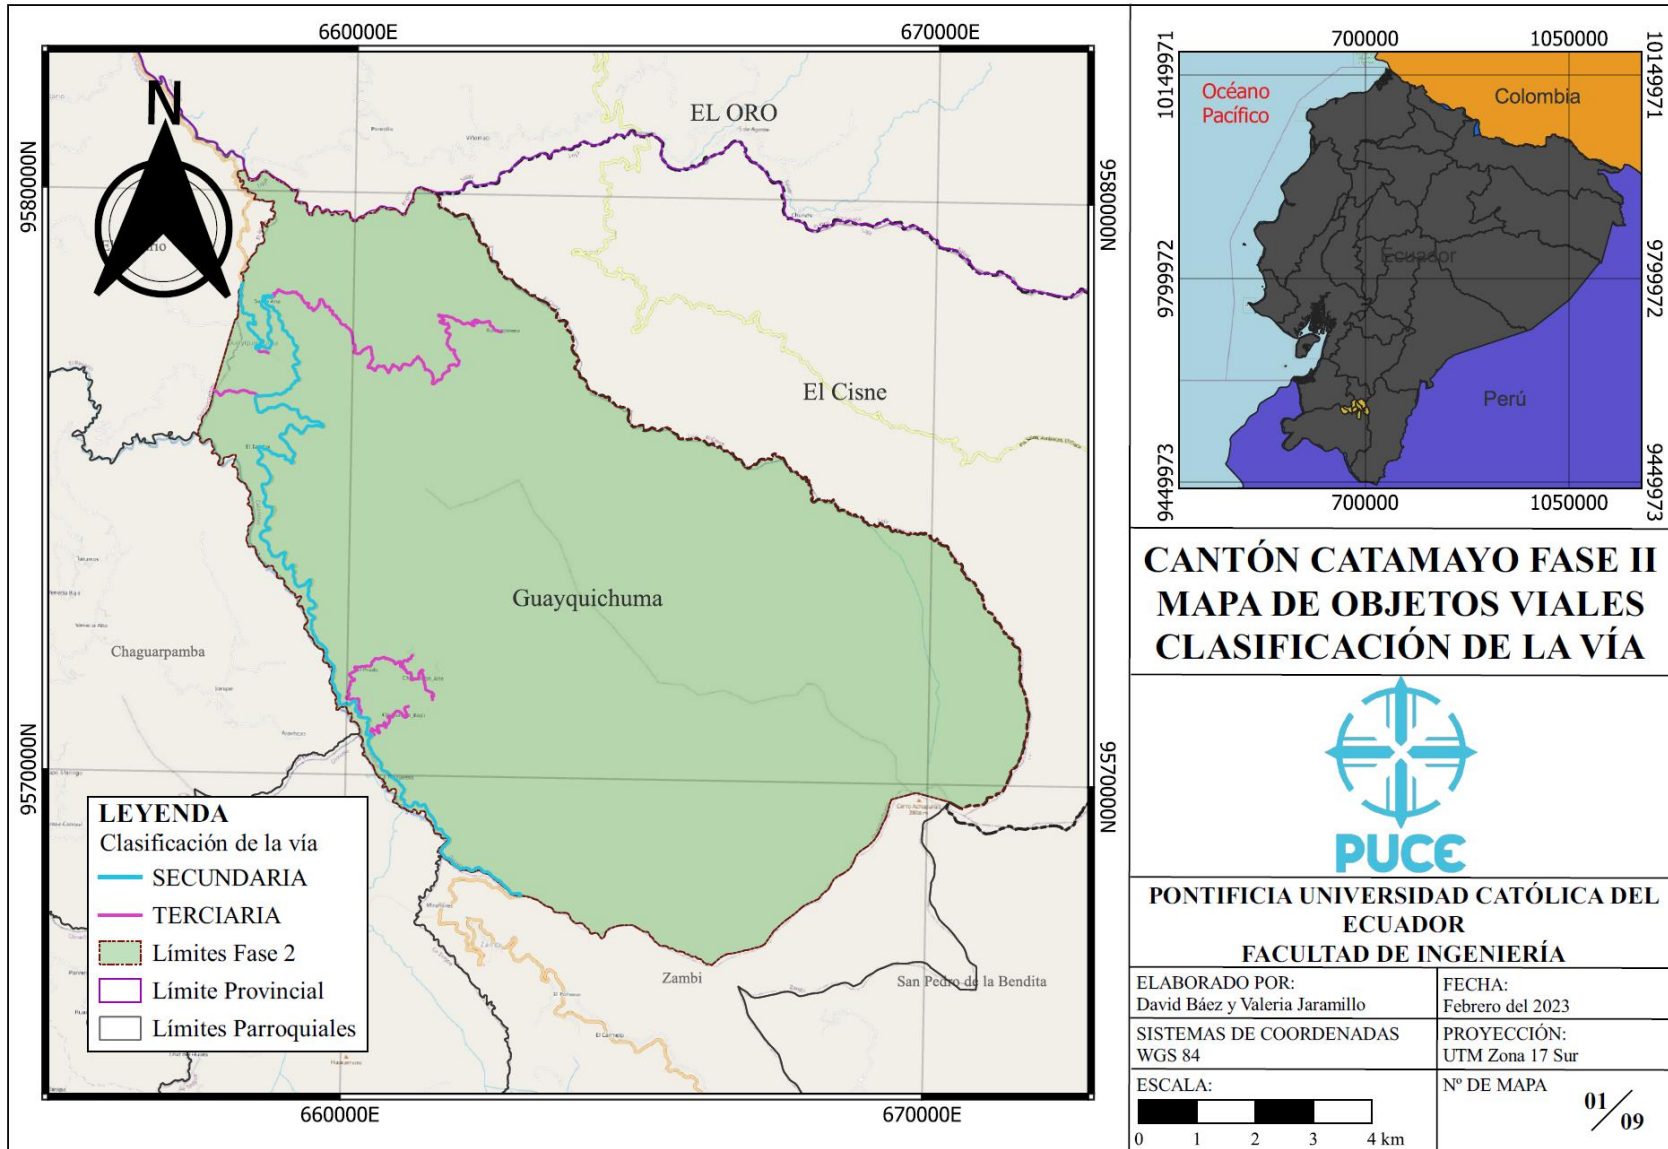 660000E
670000E
9580000N
9580000N
9570000N
9570000N
660000E
670000E
N
EL ORO
El Cisne
Guayquichuma
Chaguarpamba
Zambi
San Pedro de la Bendita
LEYENDA
Clasificación de la vía
SECUNDARIA
TERCIARIA
Límites Fase 2
Límite Provincial
Límites Parroquiales
700000
1050000
10149971
10149971
9799972
9799972
9449973
9449973
700000
1050000
Océano
Pacífico
Colombia
Ecuador
Perú
CANTÓN CATAMAYO FASE II
MAPA DE OBJETOS VIALES
CLASIFICACIÓN DE LA VÍA
PUCE
PONTIFICIA UNIVERSIDAD CATÓLICA DEL
ECUADOR
FACULTAD DE INGENIERÍA
ELABORADO POR:
David Báez y Valeria Jaramillo
FECHA:
Febrero del 2023
SISTEMAS DE COORDENADAS
WGS 84
PROYECCIÓN:
UTM Zona 17 Sur
ESCALA:
0 1 2 3 4 km
Nº DE MAPA
01
/
09